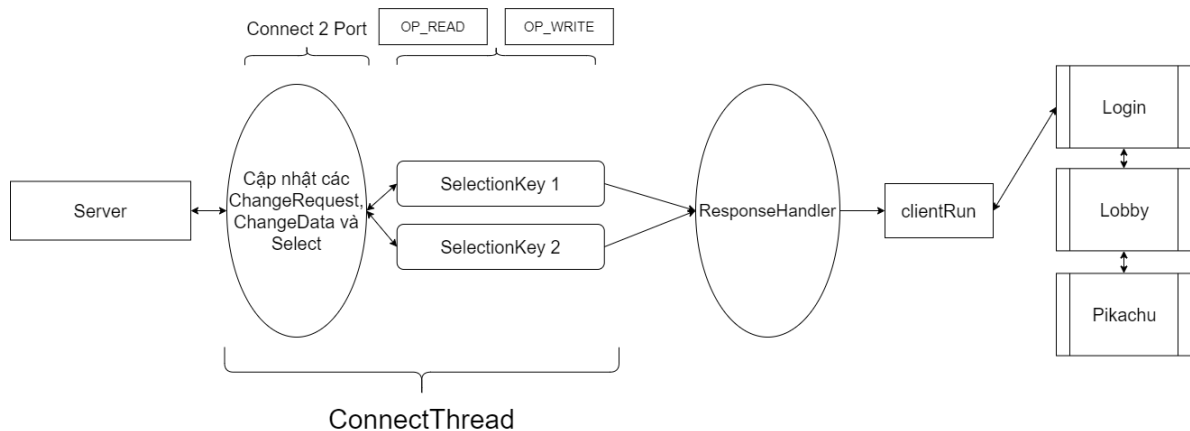 Connect 2 Port
OP_READ
OP_WRITE
Server
Cập nhật các
ChangeRequest,
ChangeData và
Select
SelectionKey 1
SelectionKey 2
ResponseHandler
clientRun
Login
Lobby
Pikachu
ConnectThread